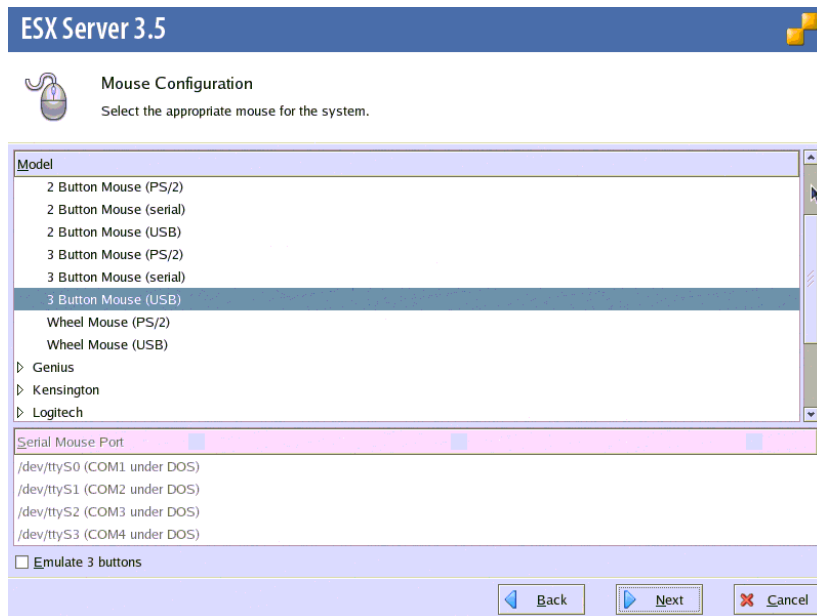 ESX Server 3.5
Mouse Configuration
Select the appropriate mouse for the system.
Model
2 Button Mouse (PS/2)
2 Button Mouse (serial)
2 Button Mouse (USB)
3 Button Mouse (PS/2)
3 Button Mouse (serial)
3 Button Mouse (USB)
Wheel Mouse (PS/2)
Wheel Mouse (USB)
Genius
Kensington
Logitech
Serial Mouse Port
/dev/ttyS0 (COM1 under DOS)
/dev/ttyS1 (COM2 under DOS)
/dev/ttyS2 (COM3 under DOS)
/dev/ttyS3 (COM4 under DOS)
Emulate 3 buttons
Back Next Cancel